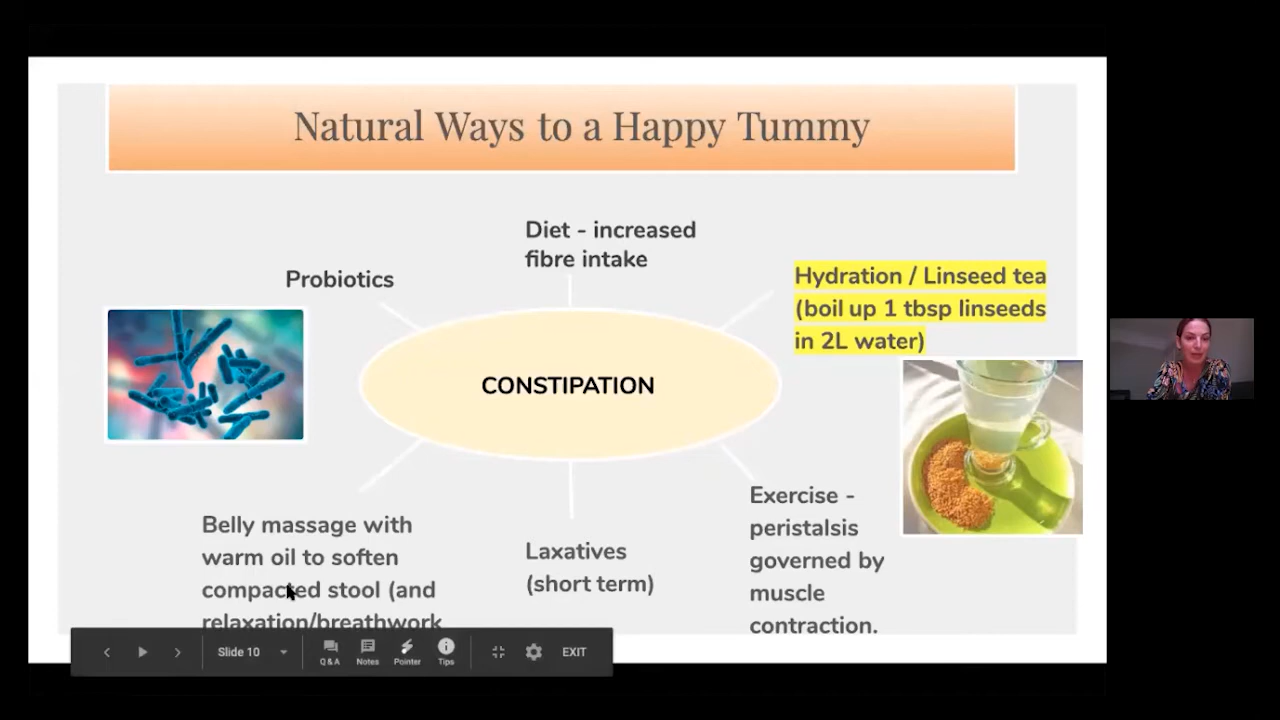 Natural Ways to a Happy Tummy
Diet - increased
fibre intake
Probiotics
Hydration / Linseed tea
(boil up 1 tbsp linseeds
in 2L water)
CONSTIPATION
Belly massage with
warm oil to soften
compacted stool (and
relaxation/breathwork
Laxatives
(short term)
Exercise -
peristalsis
governed by
muscle
contraction.
Slide 10
Q & A
Notes
Pointer
Tips
EXIT